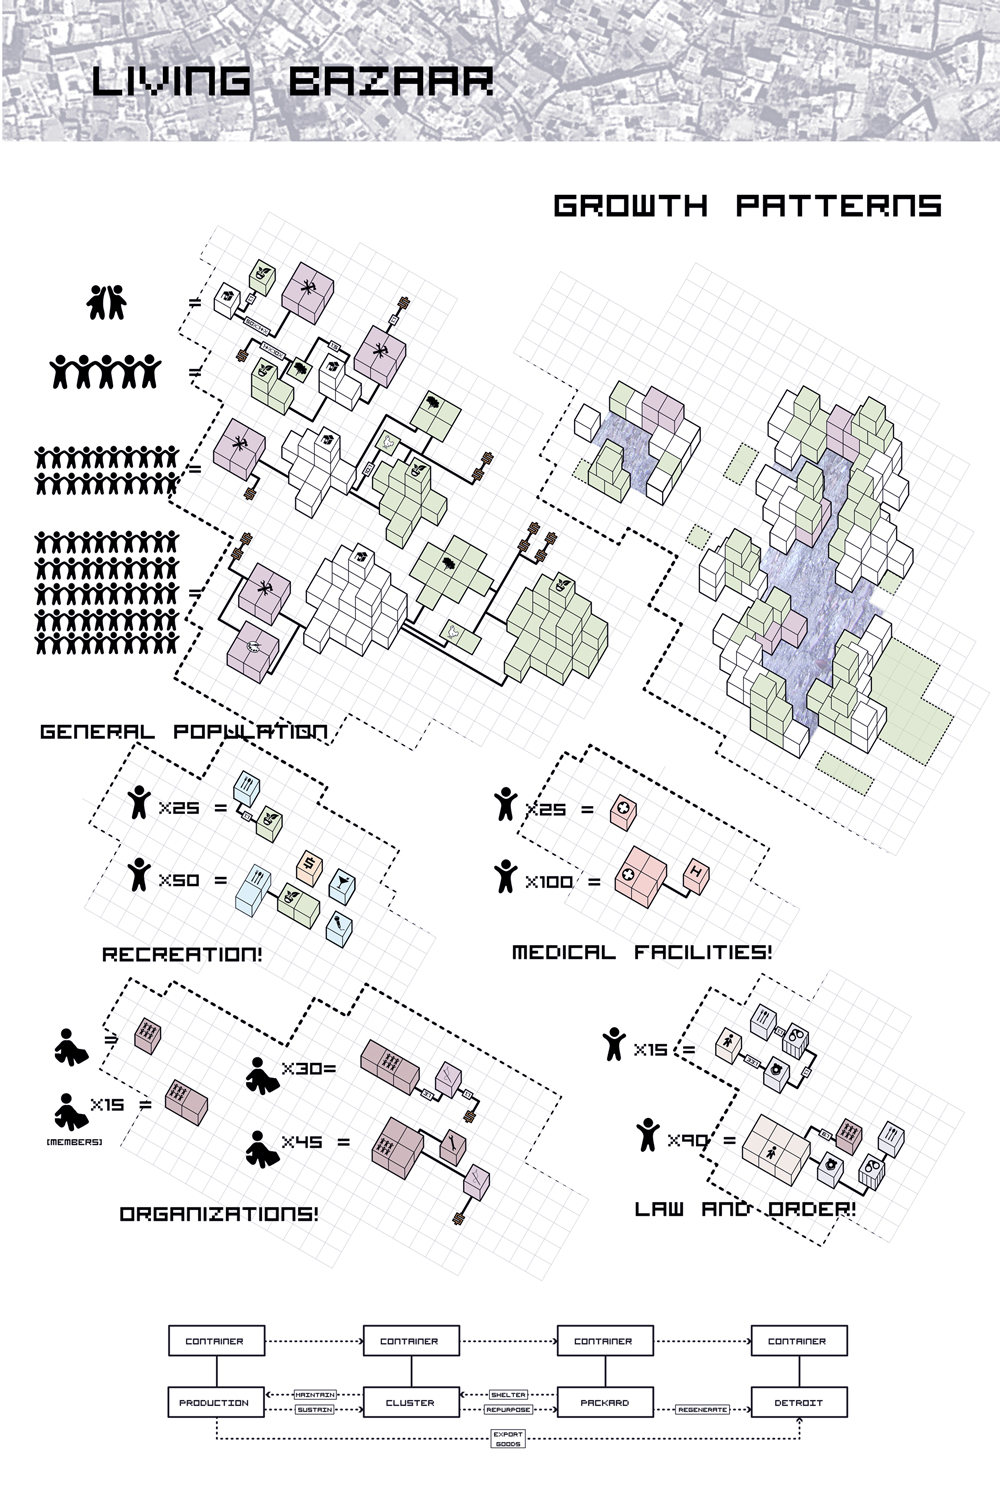 LIVING BAZAAR
GROWTH PATTERNS
=
=
=
=
GENERAL POPULATION
X25 =
X50 =
$
RECREATION!
X25 =
X100 =
H
MEDICAL FACILITIES!
=
X15 =
[MEMBERS]
X30=
X45 =
ORGANIZATIONS!
X15 =
X90 =
LAW AND ORDER!
CONTAINER
CONTAINER
CONTAINER
CONTAINER
PRODUCTION
MAINTAIN
SUSTAIN
CLUSTER
SHELTER
REPURPOSE
PACKARD
REGENERATE
DETROIT
EXPORT
GOODS